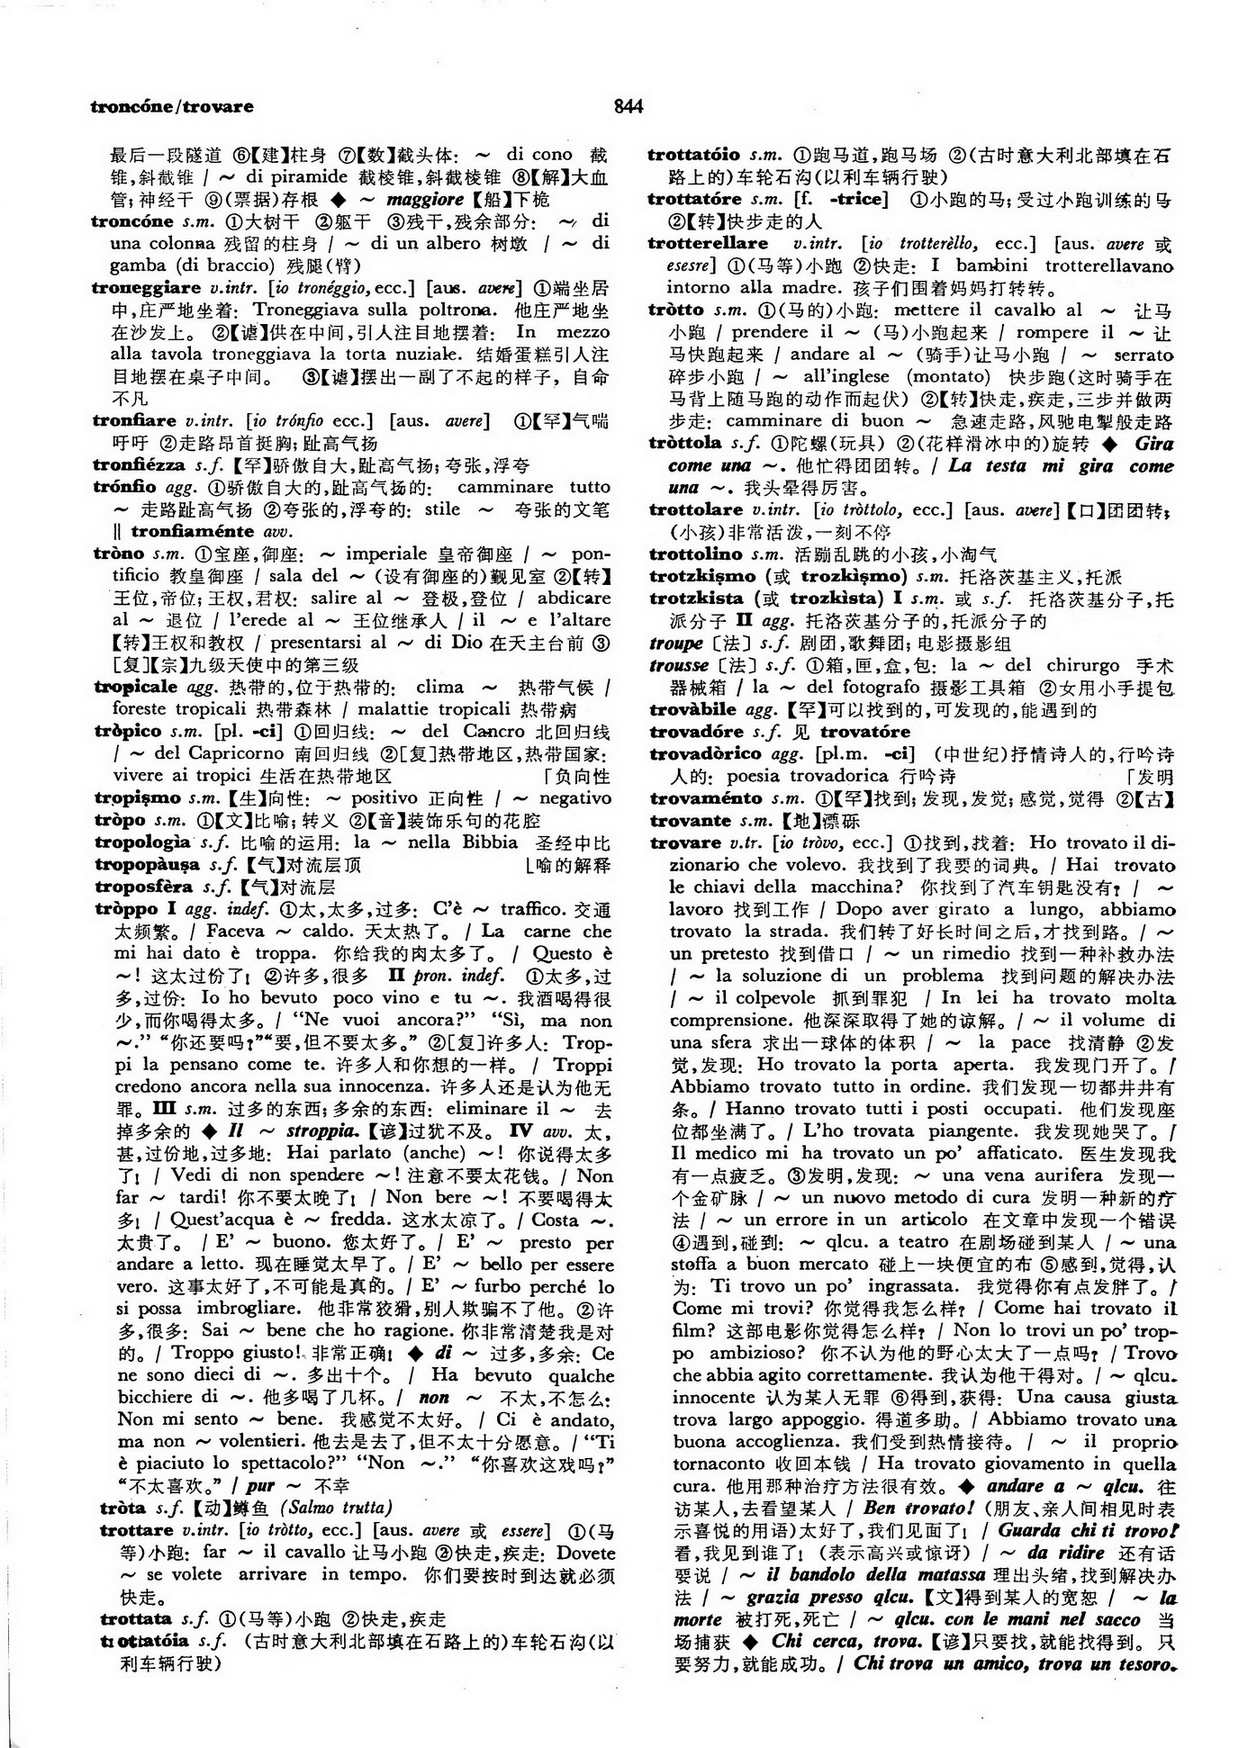 troncóne/trovare
844
最后一段隧道 ⑥【建】柱身 ⑦【数】截头体: ～ di cono 截
锥,斜截锥 / ～ di piramide 截棱锥,斜截棱锥 ⑧【解】大血
管;神经干 ⑨(票据)存根 ◆ ～ maggiore【船】下桅
troncóne s.m. ①大树干 ②躯干 ③残干,残余部分: ～ di
una colonna 残留的柱身 / ～ di un albero 树墩 / ～ di
gamba (di braccio) 残腿(臂)
troneggiare v.intr. [io tronéggio, ecc.] [aus. avere] ①端坐居
中,庄严地坐着: Troneggiava sulla poltrona. 他庄严地坐
在沙发上。 ②【谑】供在中间,引人注目地摆着: In mezzo
alla tavola troneggiava la torta nuziale. 结婚蛋糕引人注
目地摆在桌子中间。 ③【谑】摆出一副了不起的样子, 自命
不凡
tronfiare v.intr. [io trónfio ecc.] [aus. avere] ①【罕】气喘
吁吁 ②走路昂首挺胸;趾高气扬
tronfiézza s.f.【罕】骄傲自大,趾高气扬;夸张,浮夸
trónfio agg. ①骄傲自大的,趾高气扬的: camminare tutto
～ 走路趾高气扬 ②夸张的,浮夸的: stile ～ 夸张的文笔
‖ tronfiaménte avv.
tròno s.m. ①宝座,御座: ～ imperiale 皇帝御座 / ～ pon-
tificio 教皇御座 / sala del ～ (设有御座的)觐见室 ②【转】
王位,帝位;王权,君权: salire al ～ 登极,登位 / abdicare
al ～ 退位 / l'erede al ～ 王位继承人 / il ～ e l'altare
【转】王权和教权 / presentarsi al ～ di Dio 在天主台前 ③
[复]【宗】九级天使中的第三级
tropicale agg. 热带的,位于热带的: clima ～ 热带气候 /
foreste tropicali 热带森林 / malattie tropicali 热带病
tròpico s.m. [pl. -ci] ①回归线: ～ del Cancro 北回归线
/ ～ del Capricorno 南回归线 ②[复]热带地区,热带国家:
vivere ai tropici 生活在热带地区 「负向性
tropişmo s.m.【生】向性: ～ positivo 正向性 / ～ negativo
tròpo s.m. ①【文】比喻;转义 ②【音】装饰乐句的花腔
tropologìa s.f. 比喻的运用: la ～ nella Bibbia 圣经中比
tropopàuşa s.f.【气】对流层顶 ⌊喻的解释
troposfèra s.f.【气】对流层
tròppo I agg. indef. ①太,太多,过多: C'è ～ traffico. 交通
太频繁。 / Faceva ～ caldo. 天太热了。 / La carne che
mi hai dato è troppa. 你给我的肉太多了。 / Questo è
～! 这太过份了! ②许多,很多 II pron. indef. ①太多,过
多,过份: Io ho bevuto poco vino e tu ～. 我酒喝得很
少,而你喝得太多。/ “Ne vuoi ancora?” “Sì, ma non
～.” “你还要吗?”“要,但不要太多。” ②[复]许多人: Trop-
pi la pensano come te. 许多人和你想的一样。 / Troppi
credono ancora nella sua innocenza. 许多人还是认为他无
罪。III s.m. 过多的东西;多余的东西: eliminare il ～ 去
掉多余的 ◆ Il ～ stroppia.【谚】过犹不及。 IV avv. 太,
甚,过份地,过多地: Hai parlato (anche) ～! 你说得太多
了! / Vedi di non spendere ～! 注意不要太花钱。 / Non
far ～ tardi! 你不要太晚了! / Non bere ～! 不要喝得太
多! / Quest'acqua è ～ fredda. 这水太凉了。 / Costa ～.
太贵了。 / E' ～ buono. 您太好了。 / E' ～ presto per
andare a letto. 现在睡觉太早了。/ E' ～ bello per essere
vero. 这事太好了,不可能是真的。/ E' ～ furbo perché lo
si possa imbrogliare. 他非常狡猾,别人欺骗不了他。②许
多,很多: Sai ～ bene che ho ragione. 你非常清楚我是对
的。/ Troppo giusto! 非常正确! ◆ di ～ 过多,多余: Ce
ne sono dieci di ～. 多出十个。 / Ha bevuto qualche
bicchiere di ～. 他多喝了几杯。/ non ～ 不太,不怎么:
Non mi sento ～ bene. 我感觉不太好。 / Ci è andato,
ma non ～ volentieri. 他去是去了,但不太十分愿意。/ “Ti
è piaciuto lo spettacolo?” “Non ～.” “你喜欢这戏吗?”
“不太喜欢。” / pur ～ 不幸
tròta s.f.【动】鳟鱼 (Salmo trutta)
trottare v.intr. [io tròtto, ecc.] [aus. avere 或 essere] ①(马
等)小跑: far ～ il cavallo 让马小跑 ②快走,疾走: Dovete
～ se volete arrivare in tempo. 你们要按时到达就必须
快走。
trottata s.f. ①(马等)小跑 ②快走,疾走
trottatóia s.f. (古时意大利北部填在石路上的)车轮石沟(以
利车辆行驶)
trottatóio s.m. ①跑马道,跑马场 ②(古时意大利北部填在石
路上的)车轮石沟(以利车辆行驶)
trottatóre s.m. [f. -trice] ①小跑的马;受过小跑训练的马
②【转】快步走的人
trotterellare v.intr. [io trotterèllo, ecc.] [aus. avere 或
esesre] ①(马等)小跑 ②快走: I bambini trotterellavano
intorno alla madre. 孩子们围着妈妈打转转。
tròtto s.m. ①(马的)小跑: mettere il cavallo al ～ 让马
小跑 / prendere il ～ (马)小跑起来 / rompere il ～ 让
马快跑起来 / andare al ～ (骑手)让马小跑 / ～ serrato
碎步小跑 / ～ all'inglese (montato) 快步跑(这时骑手在
马背上随马跑的动作而起伏) ②【转】快走,疾走,三步并做两
步走: camminare di buon ～ 急速走路,风驰电掣般走路
tròttola s.f. ①陀螺(玩具) ②(花样滑冰中的)旋转 ◆ Gira
come una ～. 他忙得团团转。/ La testa mi gira come
una ～. 我头晕得厉害。
trottolare v.intr. [io tròttolo, ecc.] [aus. avere]【口】团团转;
(小孩)非常活泼,一刻不停
trottolino s.m. 活蹦乱跳的小孩,小淘气
trotzkişmo (或 trozkìşmo) s.m. 托洛茨基主义,托派
trotzkista (或 trozkìsta) I s.m. 或 s.f. 托洛茨基分子,托
派分子 II agg. 托洛茨基分子的,托派分子的
troupe〔法〕s.f. 剧团,歌舞团;电影摄影组
trousse〔法〕s.f. ①箱,匣,盒,包: la ～ del chirurgo 手术
器械箱 / la ～ del fotografo 摄影工具箱 ②女用小手提包
trovàbile agg.【罕】可以找到的,可发现的,能遇到的
trovadóre s.f. 见 trovatóre
trovadòrico agg. [pl.m. -ci] (中世纪)抒情诗人的,行吟诗
人的: poesia trovadorica 行吟诗 「发明
trovaménto s.m. ①【罕】找到;发现,发觉;感觉,觉得 ②【古】
trovante s.m.【地】漂砾
trovare v.tr. [io tròvo, ecc.] ①找到,找着: Ho trovato il di-
zionario che volevo. 我找到了我要的词典。/ Hai trovato
le chiavi della macchina? 你找到了汽车钥匙没有? / ～
lavoro 找到工作 / Dopo aver girato a lungo, abbiamo
trovato la strada. 我们转了好长时间之后,才找到路。/ ～
un pretesto 找到借口 / ～ un rimedio 找到一种补救办法
/ ～ la soluzione di un problema 找到问题的解决办法
/ ～ il colpevole 抓到罪犯 / In lei ha trovato molta
comprensione. 他深深取得了她的谅解。/ ～ il volume di
una sfera 求出一球体的体积 / ～ la pace 找清静 ②发
觉,发现: Ho trovato la porta aperta. 我发现门开了。/
Abbiamo trovato tutto in ordine. 我们发现一切都井井有
条。/ Hanno trovato tutti i posti occupati. 他们发现座
位都坐满了。/ L'ho trovata piangente. 我发现她哭了。/
Il medico mi ha trovato un po' affaticato. 医生发现我
有一点疲乏。③发明,发现: ～ una vena aurifera 发现一
个金矿脉 / ～ un nuovo metodo di cura 发明一种新的疗
法 / ～ un errore in un articolo 在文章中发现一个错误
④遇到,碰到: ～ qlcu. a teatro 在剧场碰到某人 / ～ una
stoffa a buon mercato 碰上一块便宜的布 ⑤感到,觉得,认
为: Ti trovo un po' ingrassata. 我觉得你有点发胖了。/
Come mi trovi? 你觉得我怎么样? / Come hai trovato il
film? 这部电影你觉得怎么样? / Non lo trovi un po' trop-
po ambizioso? 你不认为他的野心太大了一点吗? / Trovo
che abbia agito correttamente. 我认为他干得对。/ ～ qlcu.
innocente 认为某人无罪 ⑥得到,获得: Una causa giusta
trova largo appoggio. 得道多助。/ Abbiamo trovato una
buona accoglienza. 我们受到热情接待。 / ～ il proprio
tornaconto 收回本钱 / Ha trovato giovamento in quella
cura. 他用那种治疗方法很有效。◆ andare a ～ qlcu. 往
访某人,去看望某人 / Ben trovato! (朋友、亲人间相见时表
示喜悦的用语)太好了,我们见面了! / Guarda chi ti trovo!
看,我见到谁了! (表示高兴或惊讶) / ～ da ridire 还有话
要说 / ～ il bandolo della matassa 理出头绪,找到解决办
法 / ～ grazia presso qlcu.【文】得到某人的宽恕 / ～ la
morte 被打死,死亡 / ～ qlcu. con le mani nel sacco 当
场捕获 ◆ Chi cerca, trova.【谚】只要找,就能找得到。只
要努力,就能成功。/ Chi trova un amico, trova un tesoro.